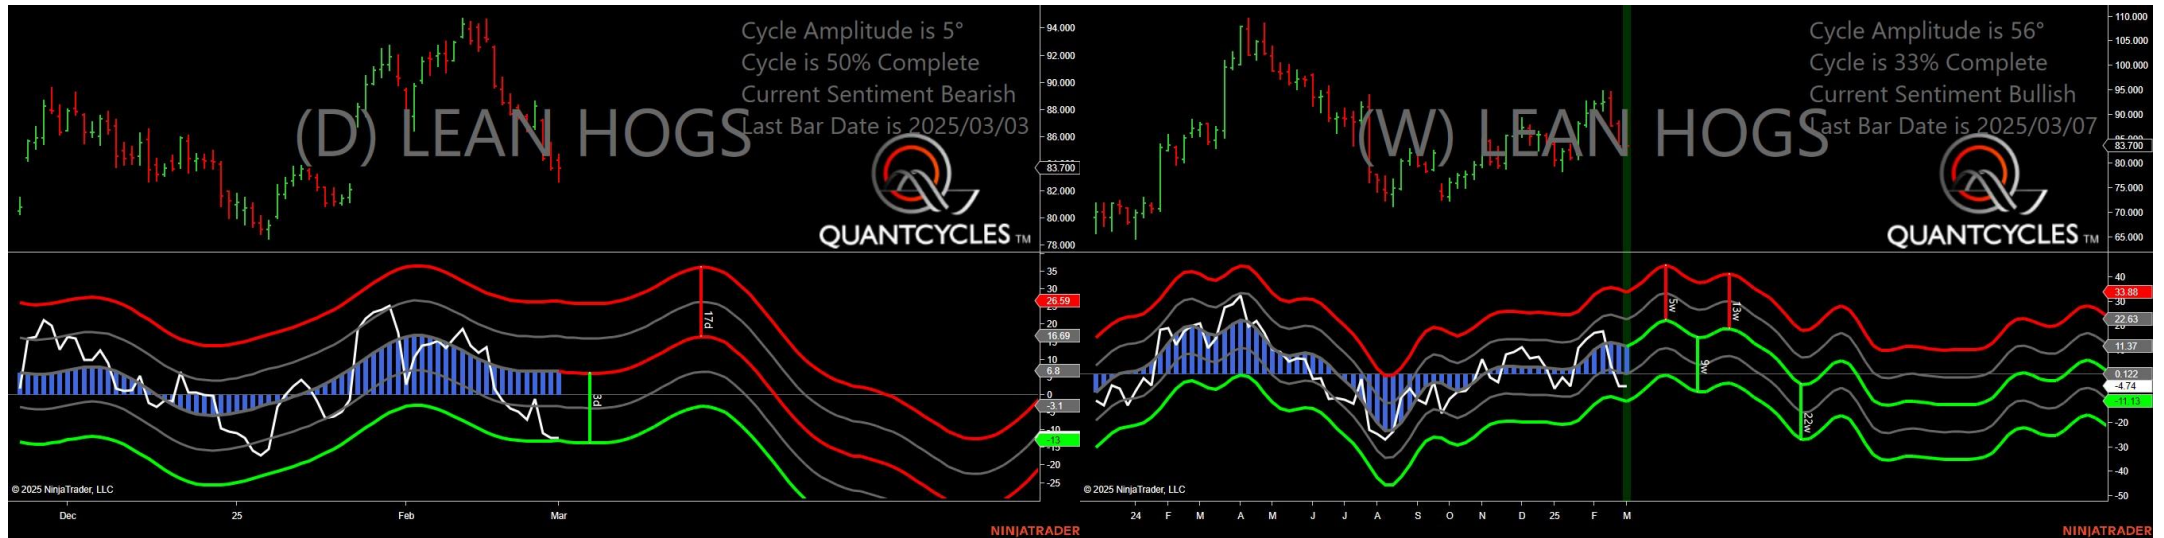 Cycle Amplitude is 5°
Cycle is 50% Complete
Current Sentiment Bearish
Last Bar Date is 2025/03/03
(D) LEAN HOGS
QUANTCYCLES TM
94.000
92.000
90.000
88.000
86.000
83.700
82.000
80.000
78.000
35
30
26.59
20
16.69
10
6.8
0
-3.1
-13
-20
-25
17d
3d
© 2025 NinjaTrader, LLC
Dec
25
Feb
Mar
NINJATRADER
Cycle Amplitude is 56°
Cycle is 33% Complete
Current Sentiment Bullish
Last Bar Date is 2025/03/07
(W) LEAN HOGS
QUANTCYCLES TM
110.000
105.000
100.000
95.000
90.000
83.700
80.000
75.000
70.000
65.000
40
33.88
30
22.63
11.37
0.122
-4.74
-11.13
-20
-30
-40
-50
5w
13w
9w
22w
© 2025 NinjaTrader, LLC
24 F M A M J J A S O N D 25 F M
NINJATRADER